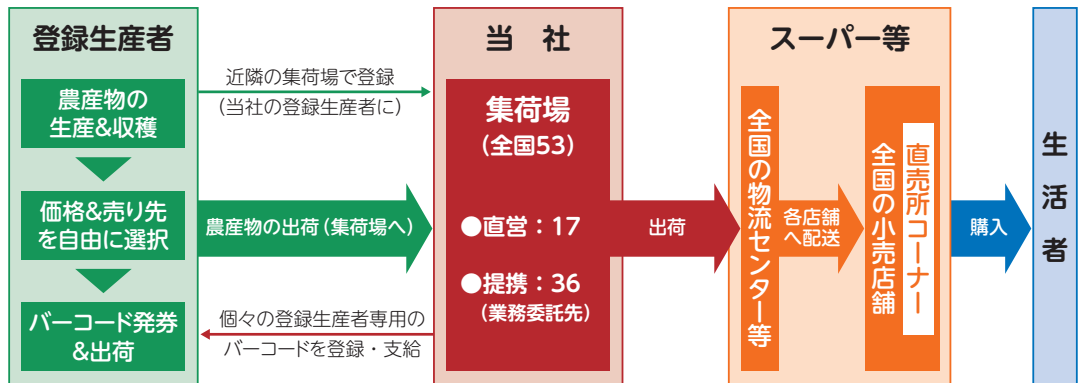 登録生産者
農産物の
生産&収穫
価格&売り先
を自由に選択
バーコード発券
&出荷
近隣の集荷場で登録
(当社の登録生産者に)
農産物の出荷(集荷場へ)
個々の登録生産者専用の
バーコードを登録・支給
当 社
集荷場
(全国53)
●直営:17
●提携:36
(業務委託先)
出荷
スーパー等
全国の物流センター等
各店舗
へ配送
直売所コーナー
全国の小売店舗
購入
生活者